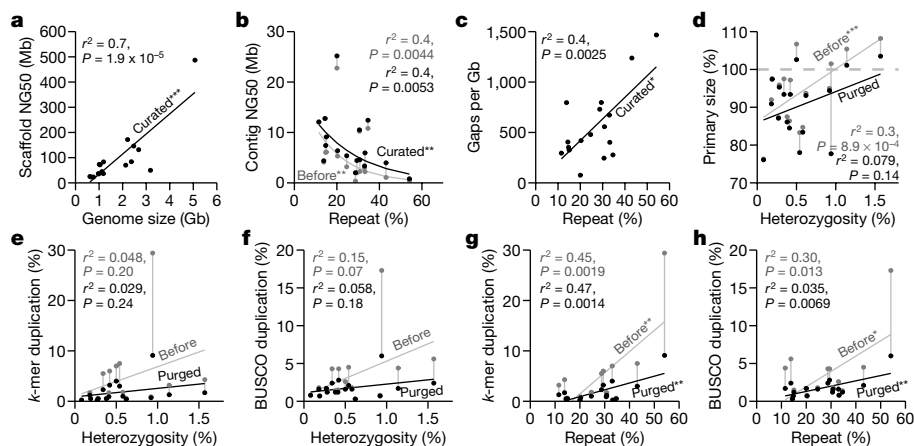 a
Scaffold NG50 (Mb)
600
500
400
300
200
100
0
r² = 0.7,
P = 1.9 x 10⁻⁵
Curated***
0 1 2 3 4 5 6
Genome size (Gb)
b
Contig NG50 (Mb)
30
20
10
0
r² = 0.4,
P = 0.0044
r² = 0.4,
P = 0.0053
Curated**
Before**
0 20 40 60
Repeat (%)
c
Gaps per Gb
1,500
1,000
500
0
r² = 0.4,
P = 0.0025
Curated*
0 10 20 30 40 50 60
Repeat (%)
d
Primary size (%)
110
100
90
80
70
Before***
Purged
r² = 0.3,
P = 8.9 × 10⁻⁴
r² = 0.079,
P = 0.14
0 0.5 1.0 1.5
Heterozygosity (%)
e
k-mer duplication (%)
30
20
10
0
r² = 0.048,
P = 0.20
r² = 0.029,
P = 0.24
Before
Purged
0 0.5 1.0 1.5
Heterozygosity (%)
f
BUSCO duplication (%)
20
15
10
5
0
r² = 0.15,
P = 0.07
r² = 0.058,
P = 0.18
Before
Purged
0 0.5 1.0 1.5
Heterozygosity (%)
g
k-mer duplication (%)
30
20
10
0
r² = 0.45,
P = 0.0019
r² = 0.47,
P = 0.0014
Before**
Purged**
0 10 20 30 40 50 60
Repeat (%)
h
BUSCO duplication (%)
20
15
10
5
0
r² = 0.30,
P = 0.013
r² = 0.035,
P = 0.0069
Before*
Purged**
0 10 20 30 40 50 60
Repeat (%)